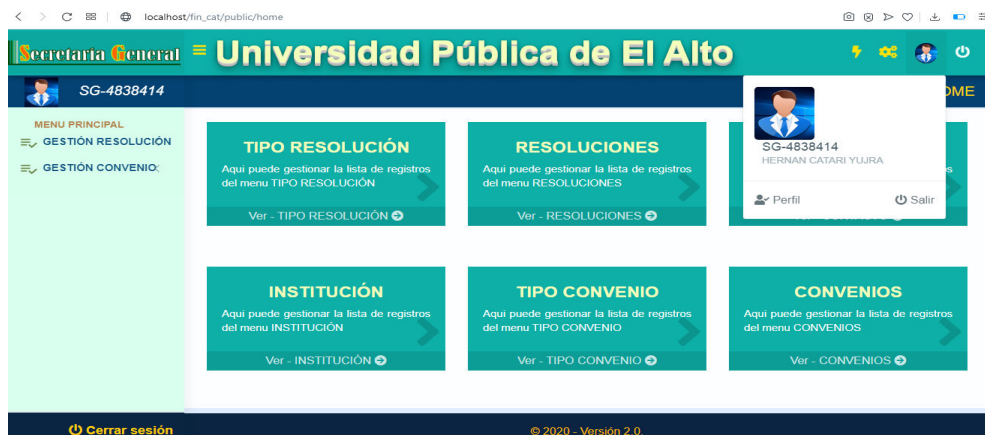 localhost/fin_cat/public/home
Secretaría General
Universidad Pública de El Alto
SG-4838414
OME
MENU PRINCIPAL
GESTIÓN RESOLUCIÓN
GESTIÓN CONVENIO
TIPO RESOLUCIÓN
Aqui puede gestionar la lista de registros
del menu TIPO RESOLUCIÓN
Ver - TIPO RESOLUCIÓN
RESOLUCIONES
Aqui puede gestionar la lista de registros
del menu RESOLUCIONES
Ver - RESOLUCIONES
SG-4838414
HERNAN CATARI YUJRA
Perfil
Salir
INSTITUCIÓN
Aqui puede gestionar la lista de registros
del menu INSTITUCIÓN
Ver - INSTITUCIÓN
TIPO CONVENIO
Aqui puede gestionar la lista de registros
del menu TIPO CONVENIO
Ver - TIPO CONVENIO
CONVENIOS
Aqui puede gestionar la lista de registros
del menu CONVENIOS
Ver - CONVENIOS
Cerrar sesión
© 2020 - Versión 2.0.